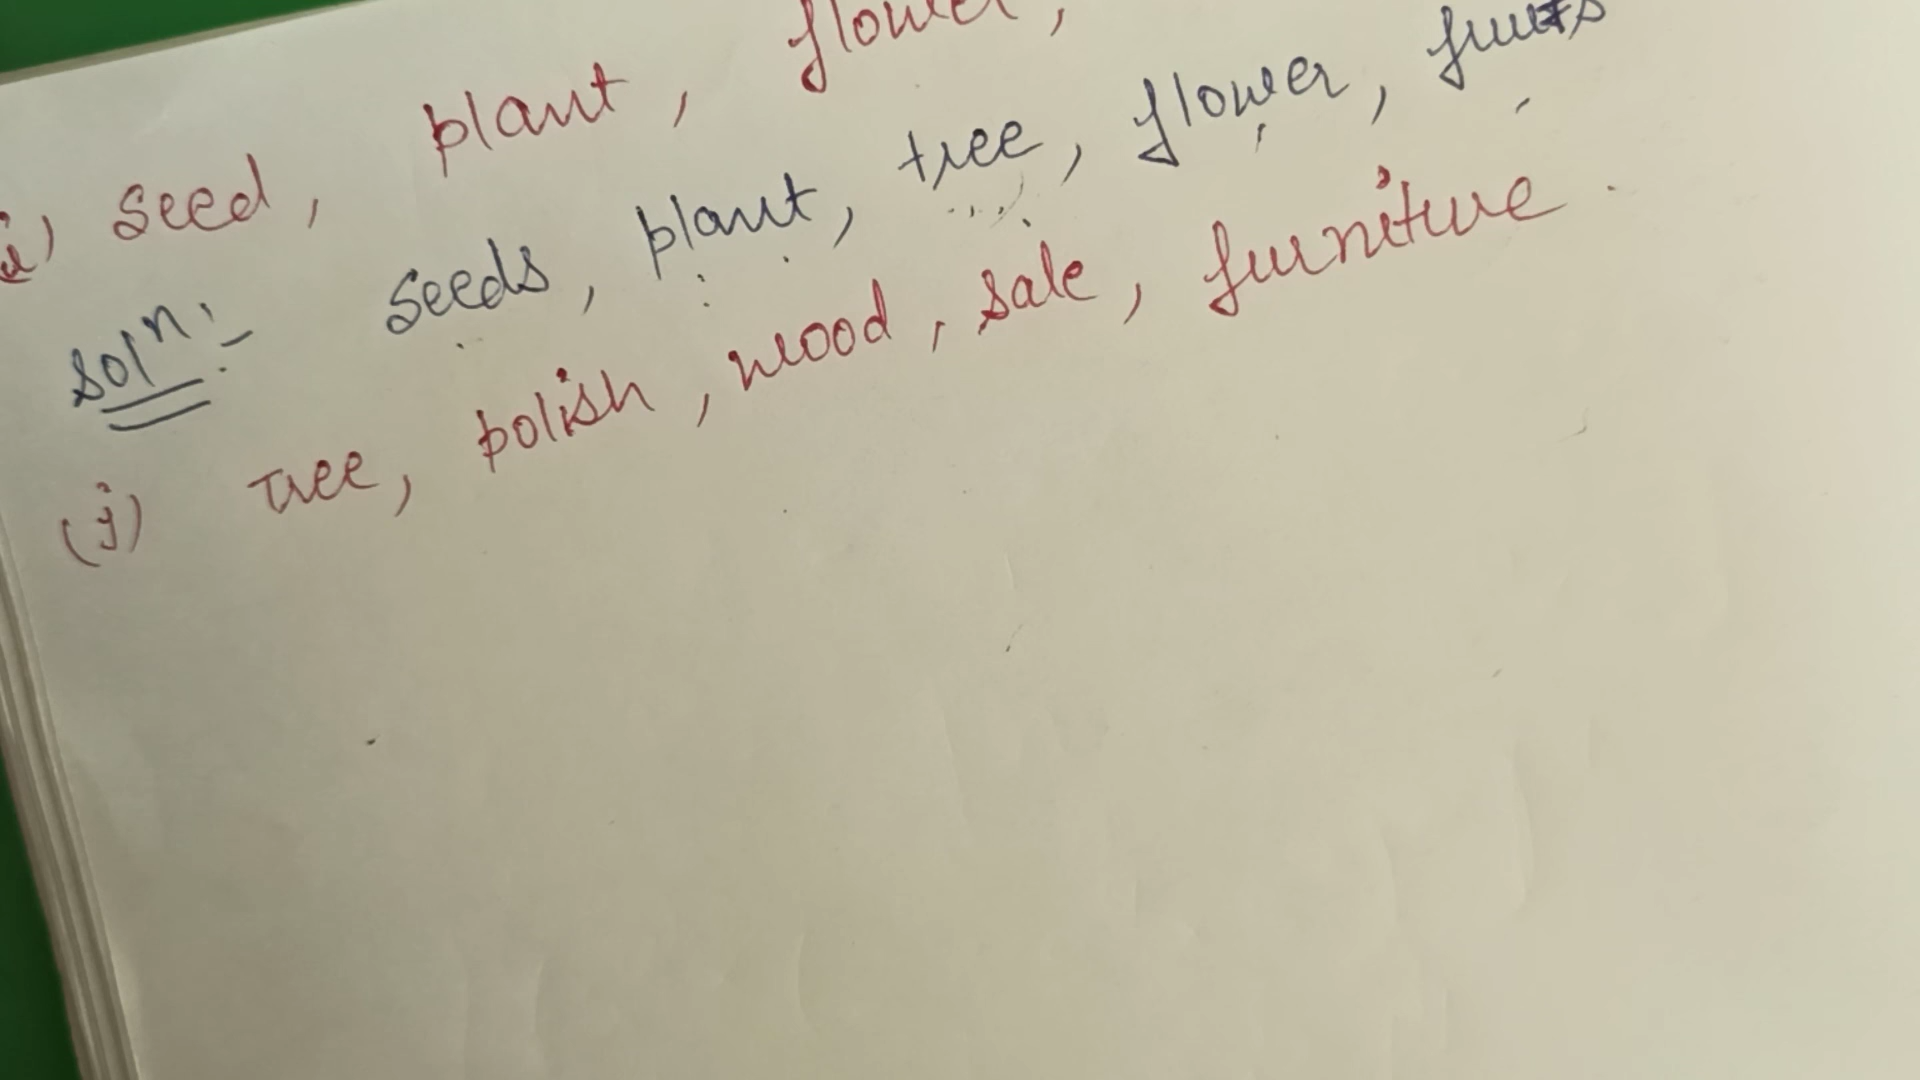 i) seed, plant, flower,
solⁿ:- seeds, plant, tree, flower, fruits
(j) tree, polish, wood, sale, furniture.